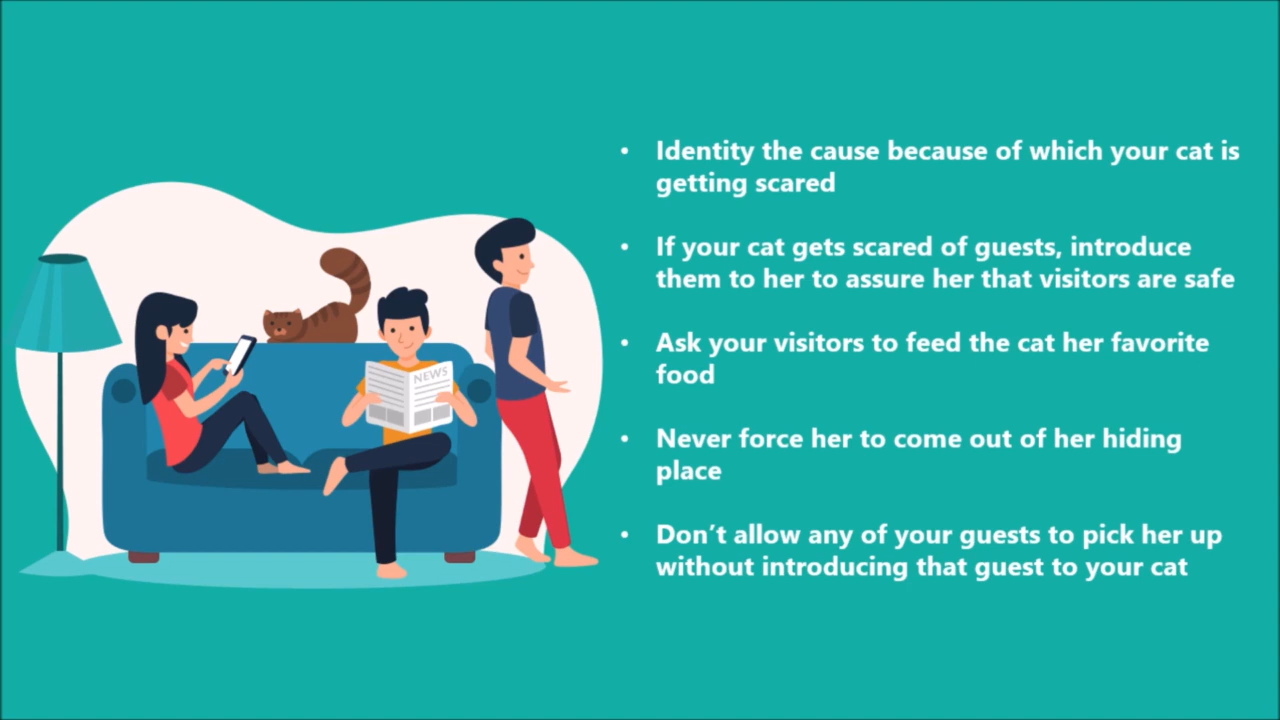 • Identity the cause because of which your cat is
getting scared
• If your cat gets scared of guests, introduce
them to her to assure her that visitors are safe
• Ask your visitors to feed the cat her favorite
food
• Never force her to come out of her hiding
place
• Don’t allow any of your guests to pick her up
without introducing that guest to your cat
NEWS